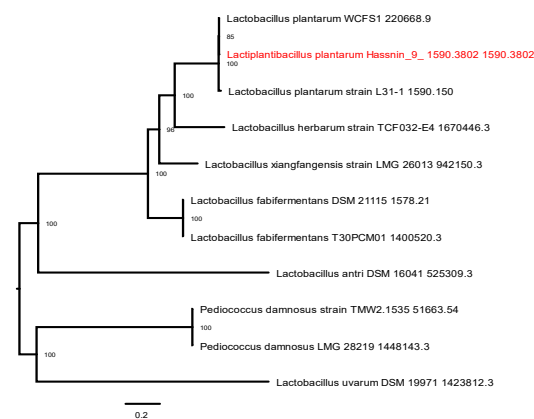 Lactobacillus plantarum WCFS1 220668.9
85
Lactiplantibacillus plantarum Hassnin_9_ 1590.3802 1590.3802
100
Lactobacillus plantarum strain L31-1 1590.150
100
Lactobacillus herbarum strain TCF032-E4 1670446.3
96
Lactobacillus xiangfangensis strain LMG 26013 942150.3
100
Lactobacillus fabifermentans DSM 21115 1578.21
100
Lactobacillus fabifermentans T30PCM01 1400520.3
100
Lactobacillus antri DSM 16041 525309.3
Pediococcus damnosus strain TMW2.1535 51663.54
100
Pediococcus damnosus LMG 28219 1448143.3
100
Lactobacillus uvarum DSM 19971 1423812.3
0.2